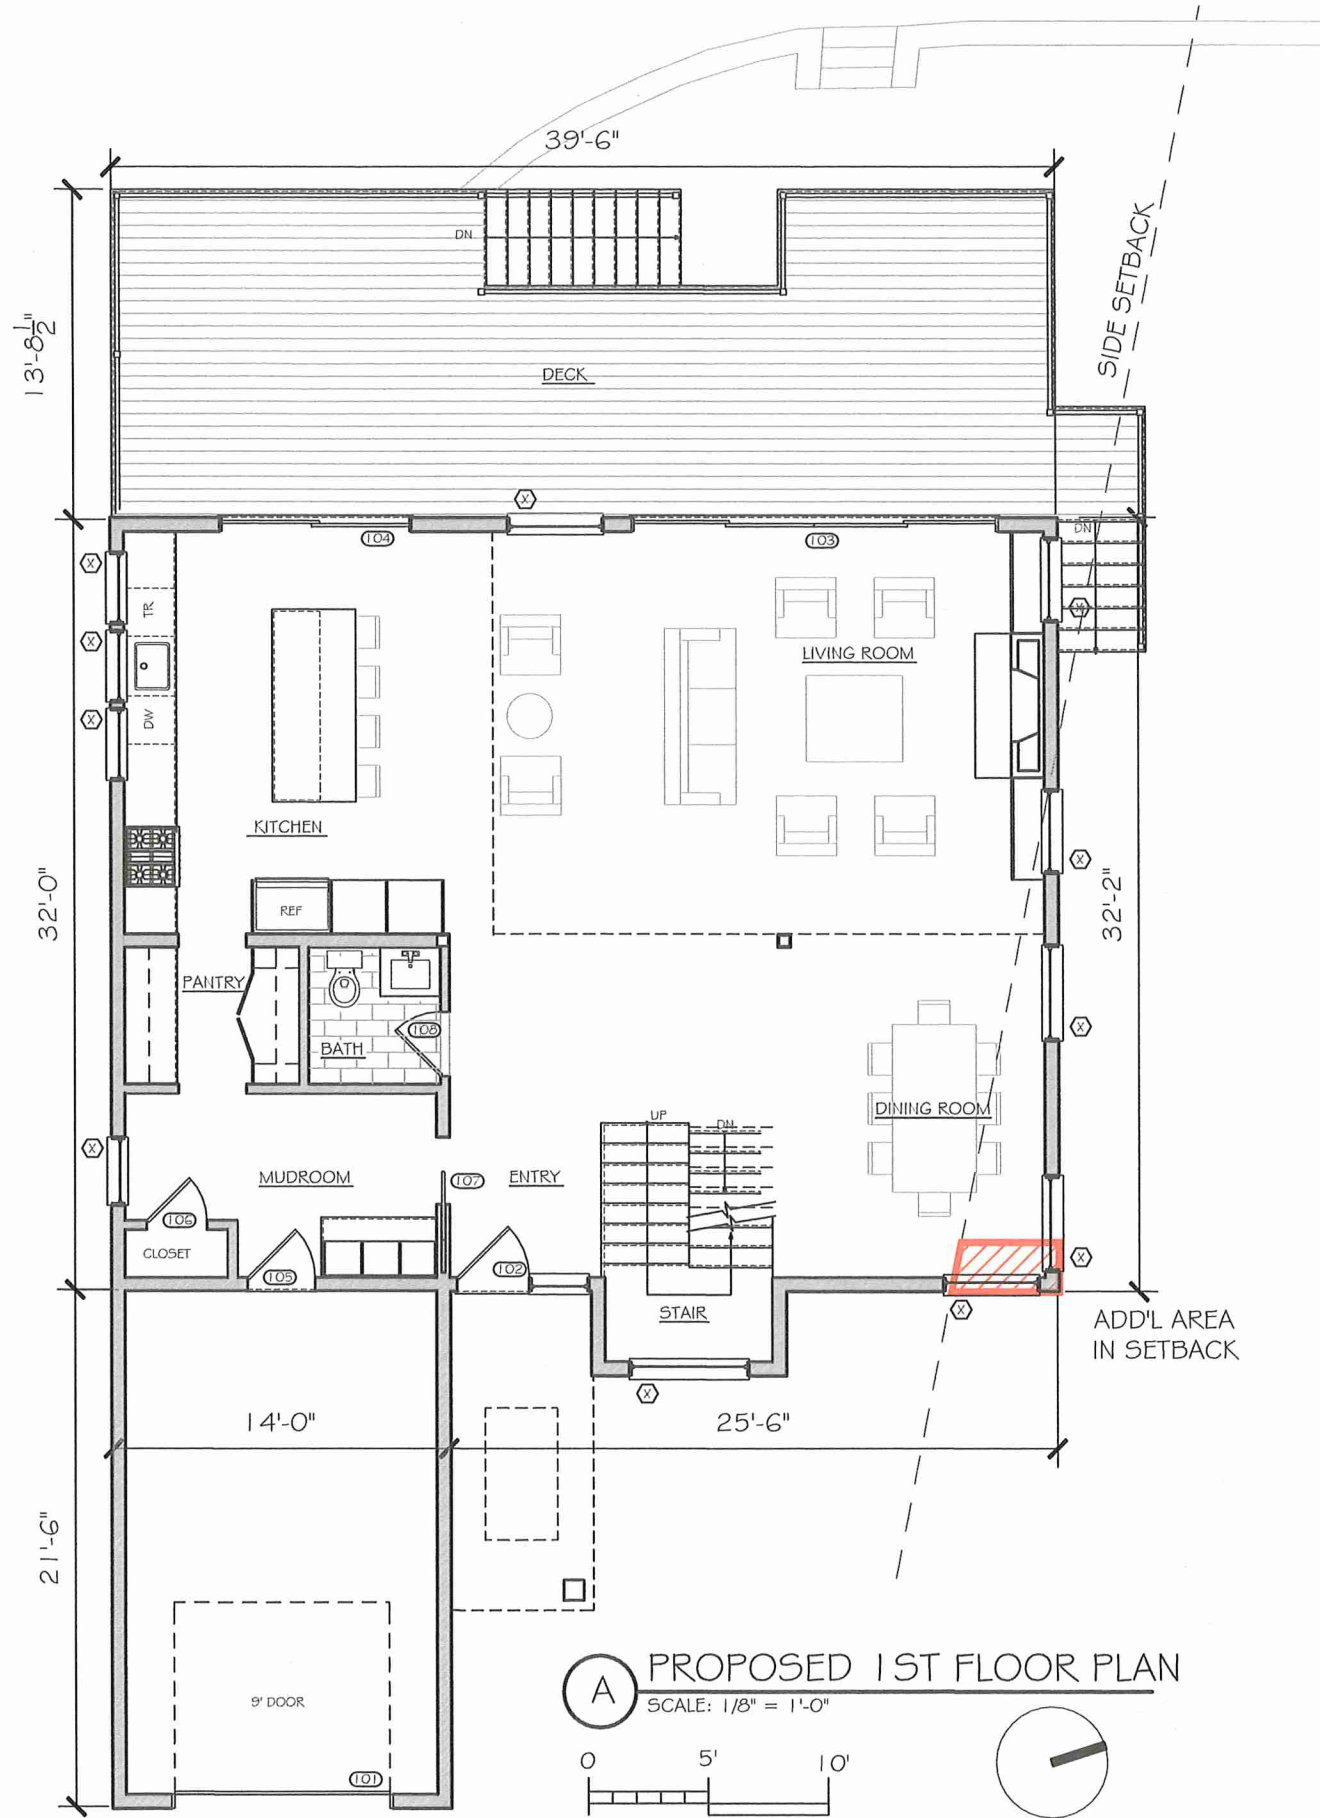 39'-6"
SIDE SETBACK
DN
13'-8 1/2"
DECK
X
DN
104
103
X
TR
X
X
LIVING ROOM
X
DW
KITCHEN
X
32'-0"
32'-2"
REF
PANTRY
X
108
BATH
DINING ROOM
UP
DN
X
MUDROOM
107
ENTRY
106
CLOSET
X
105
102
X
STAIR
ADD'L AREA
IN SETBACK
X
14'-0"
25'-6"
21'-6"
A
PROPOSED 1ST FLOOR PLAN
SCALE: 1/8" = 1'-0"
9' DOOR
0 5' 10'
101